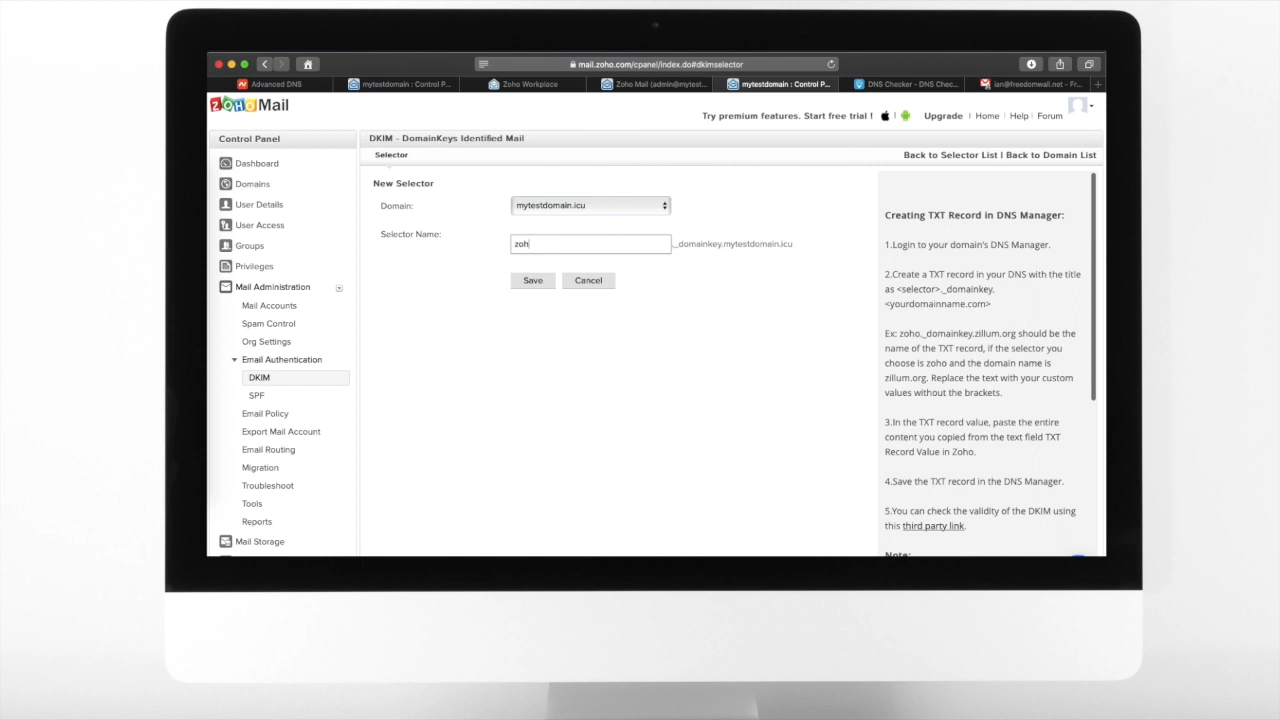 mail.zoho.com/cpanel/index.do#dkimselector
Advanced DNS
mytestdomain : Control P...
Zoho Workplace
Zoho Mail (admin@mytest...
mytestdomain : Control P...
DNS Checker - DNS Chec...
ian@freedomwall.net - Fr...
ZOHO Mail
Try premium features. Start free trial !
Upgrade | Home | Help | Forum
Control Panel
Dashboard
Domains
User Details
User Access
Groups
Privileges
Mail Administration
Mail Accounts
Spam Control
Org Settings
Email Authentication
DKIM
SPF
Email Policy
Export Mail Account
Email Routing
Migration
Troubleshoot
Tools
Reports
Mail Storage
DKIM - DomainKeys Identified Mail
Selector
Back to Selector List | Back to Domain List
New Selector
Domain:
mytestdomain.icu
Selector Name:
zoh
._domainkey.mytestdomain.icu
Save
Cancel
Creating TXT Record in DNS Manager:
1.Login to your domain's DNS Manager.
2.Create a TXT record in your DNS with the title
as <selector>._domainkey.
<yourdomainname.com>
Ex: zoho._domainkey.zillum.org should be the
name of the TXT record, if the selector you
choose is zoho and the domain name is
zillum.org. Replace the text with your custom
values without the brackets.
3.In the TXT record value, paste the entire
content you copied from the text field TXT
Record Value in Zoho.
4.Save the TXT record in the DNS Manager.
5.You can check the validity of the DKIM using
this third party link.
Note: